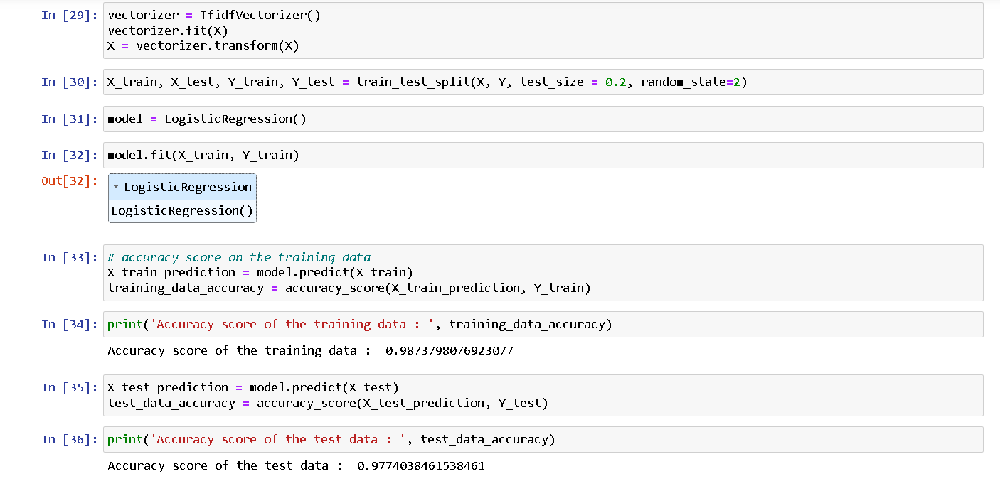 In [29]: vectorizer = TfidfVectorizer()
vectorizer.fit(X)
X = vectorizer.transform(X)
In [30]: X_train, X_test, Y_train, Y_test = train_test_split(X, Y, test_size = 0.2, random_state=2)
In [31]: model = LogisticRegression()
In [32]: model.fit(X_train, Y_train)
Out[32]: ▾ LogisticRegression
LogisticRegression()
In [33]: # accuracy score on the training data
X_train_prediction = model.predict(X_train)
training_data_accuracy = accuracy_score(X_train_prediction, Y_train)
In [34]: print('Accuracy score of the training data : ', training_data_accuracy)
Accuracy score of the training data :  0.9873798076923077
In [35]: X_test_prediction = model.predict(X_test)
test_data_accuracy = accuracy_score(X_test_prediction, Y_test)
In [36]: print('Accuracy score of the test data : ', test_data_accuracy)
Accuracy score of the test data :  0.9774038461538461